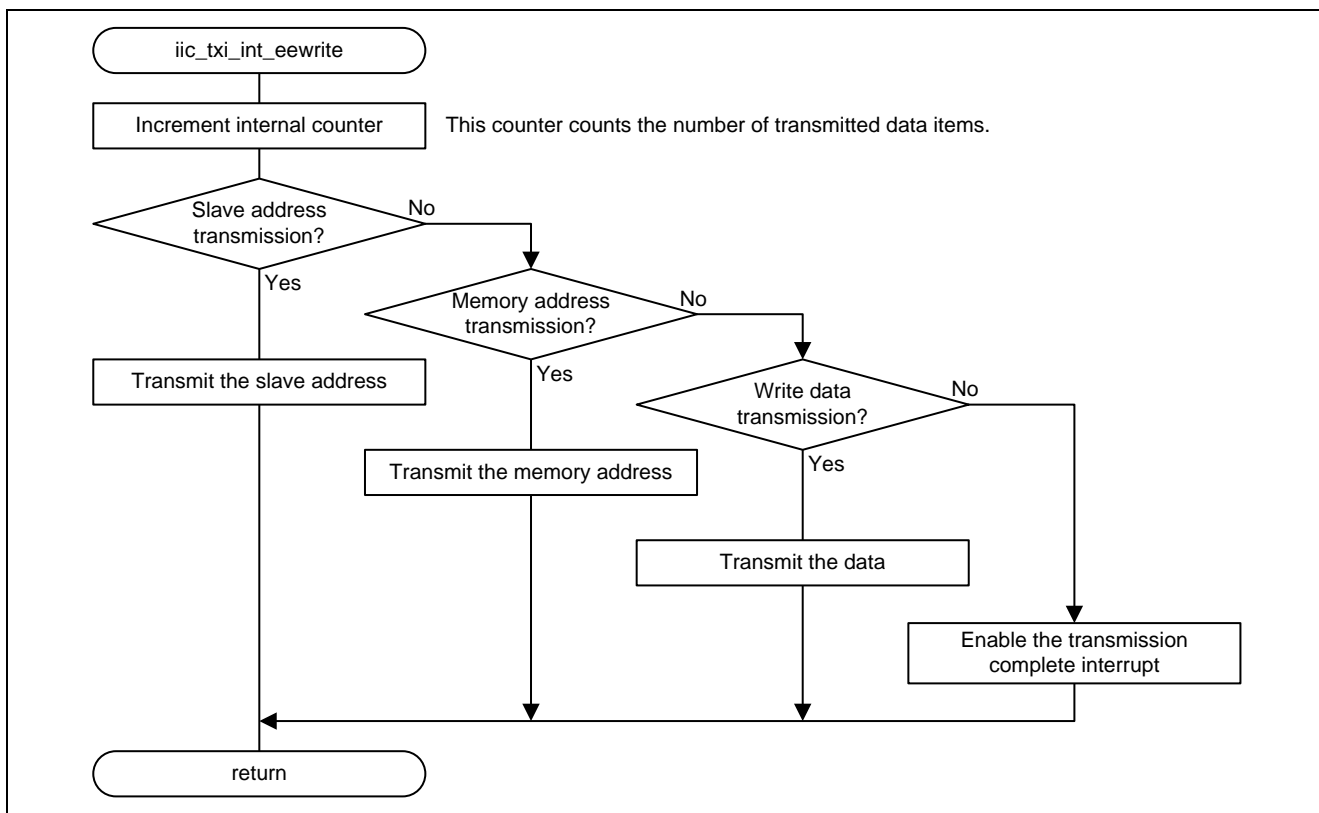 iic_txi_int_eewrite
Increment internal counter
This counter counts the number of transmitted data items.
Slave address
transmission?
No
Yes
Memory address
transmission?
No
Yes
Transmit the slave address
Write data
transmission?
No
Yes
Transmit the memory address
Transmit the data
Enable the transmission
complete interrupt
return